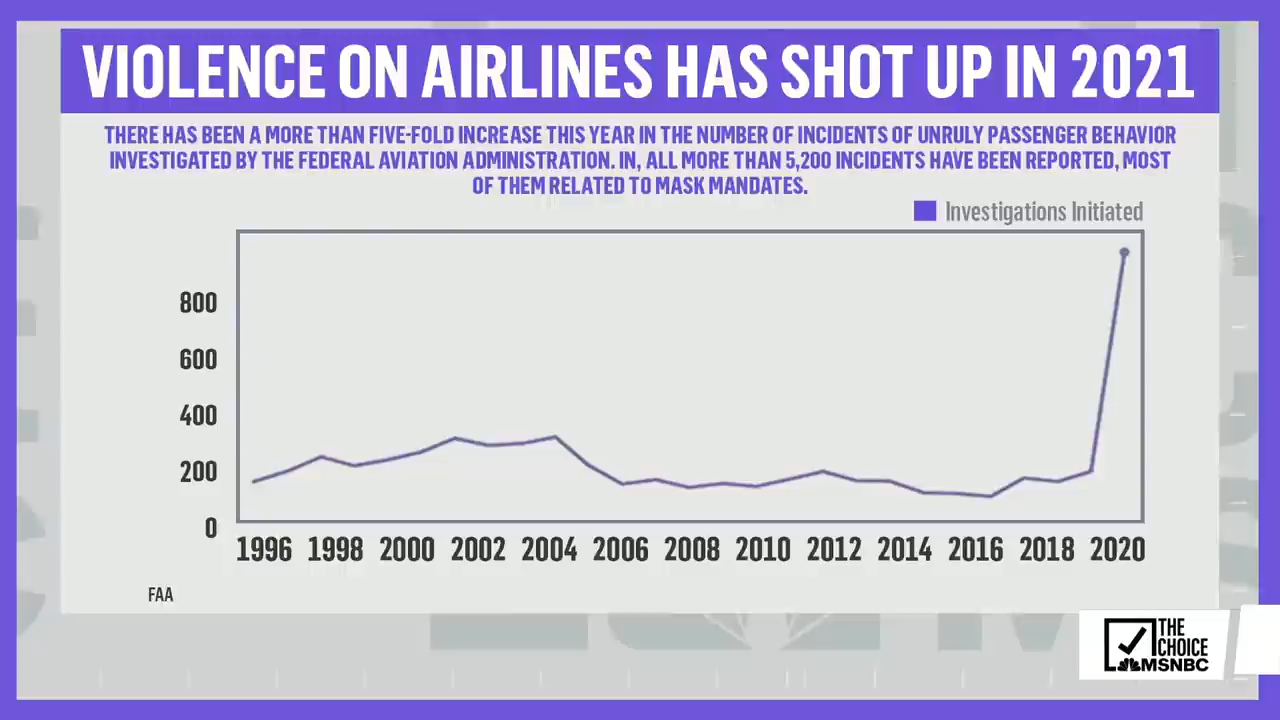 VIOLENCE ON AIRLINES HAS SHOT UP IN 2021
THERE HAS BEEN A MORE THAN FIVE-FOLD INCREASE THIS YEAR IN THE NUMBER OF INCIDENTS OF UNRULY PASSENGER BEHAVIOR
INVESTIGATED BY THE FEDERAL AVIATION ADMINISTRATION. IN, ALL MORE THAN 5,200 INCIDENTS HAVE BEEN REPORTED, MOST
OF THEM RELATED TO MASK MANDATES.
Investigations Initiated
800
600
400
200
0
1996 1998 2000 2002 2004 2006 2008 2010 2012 2014 2016 2018 2020
FAA
THE
CHOICE
MSNBC